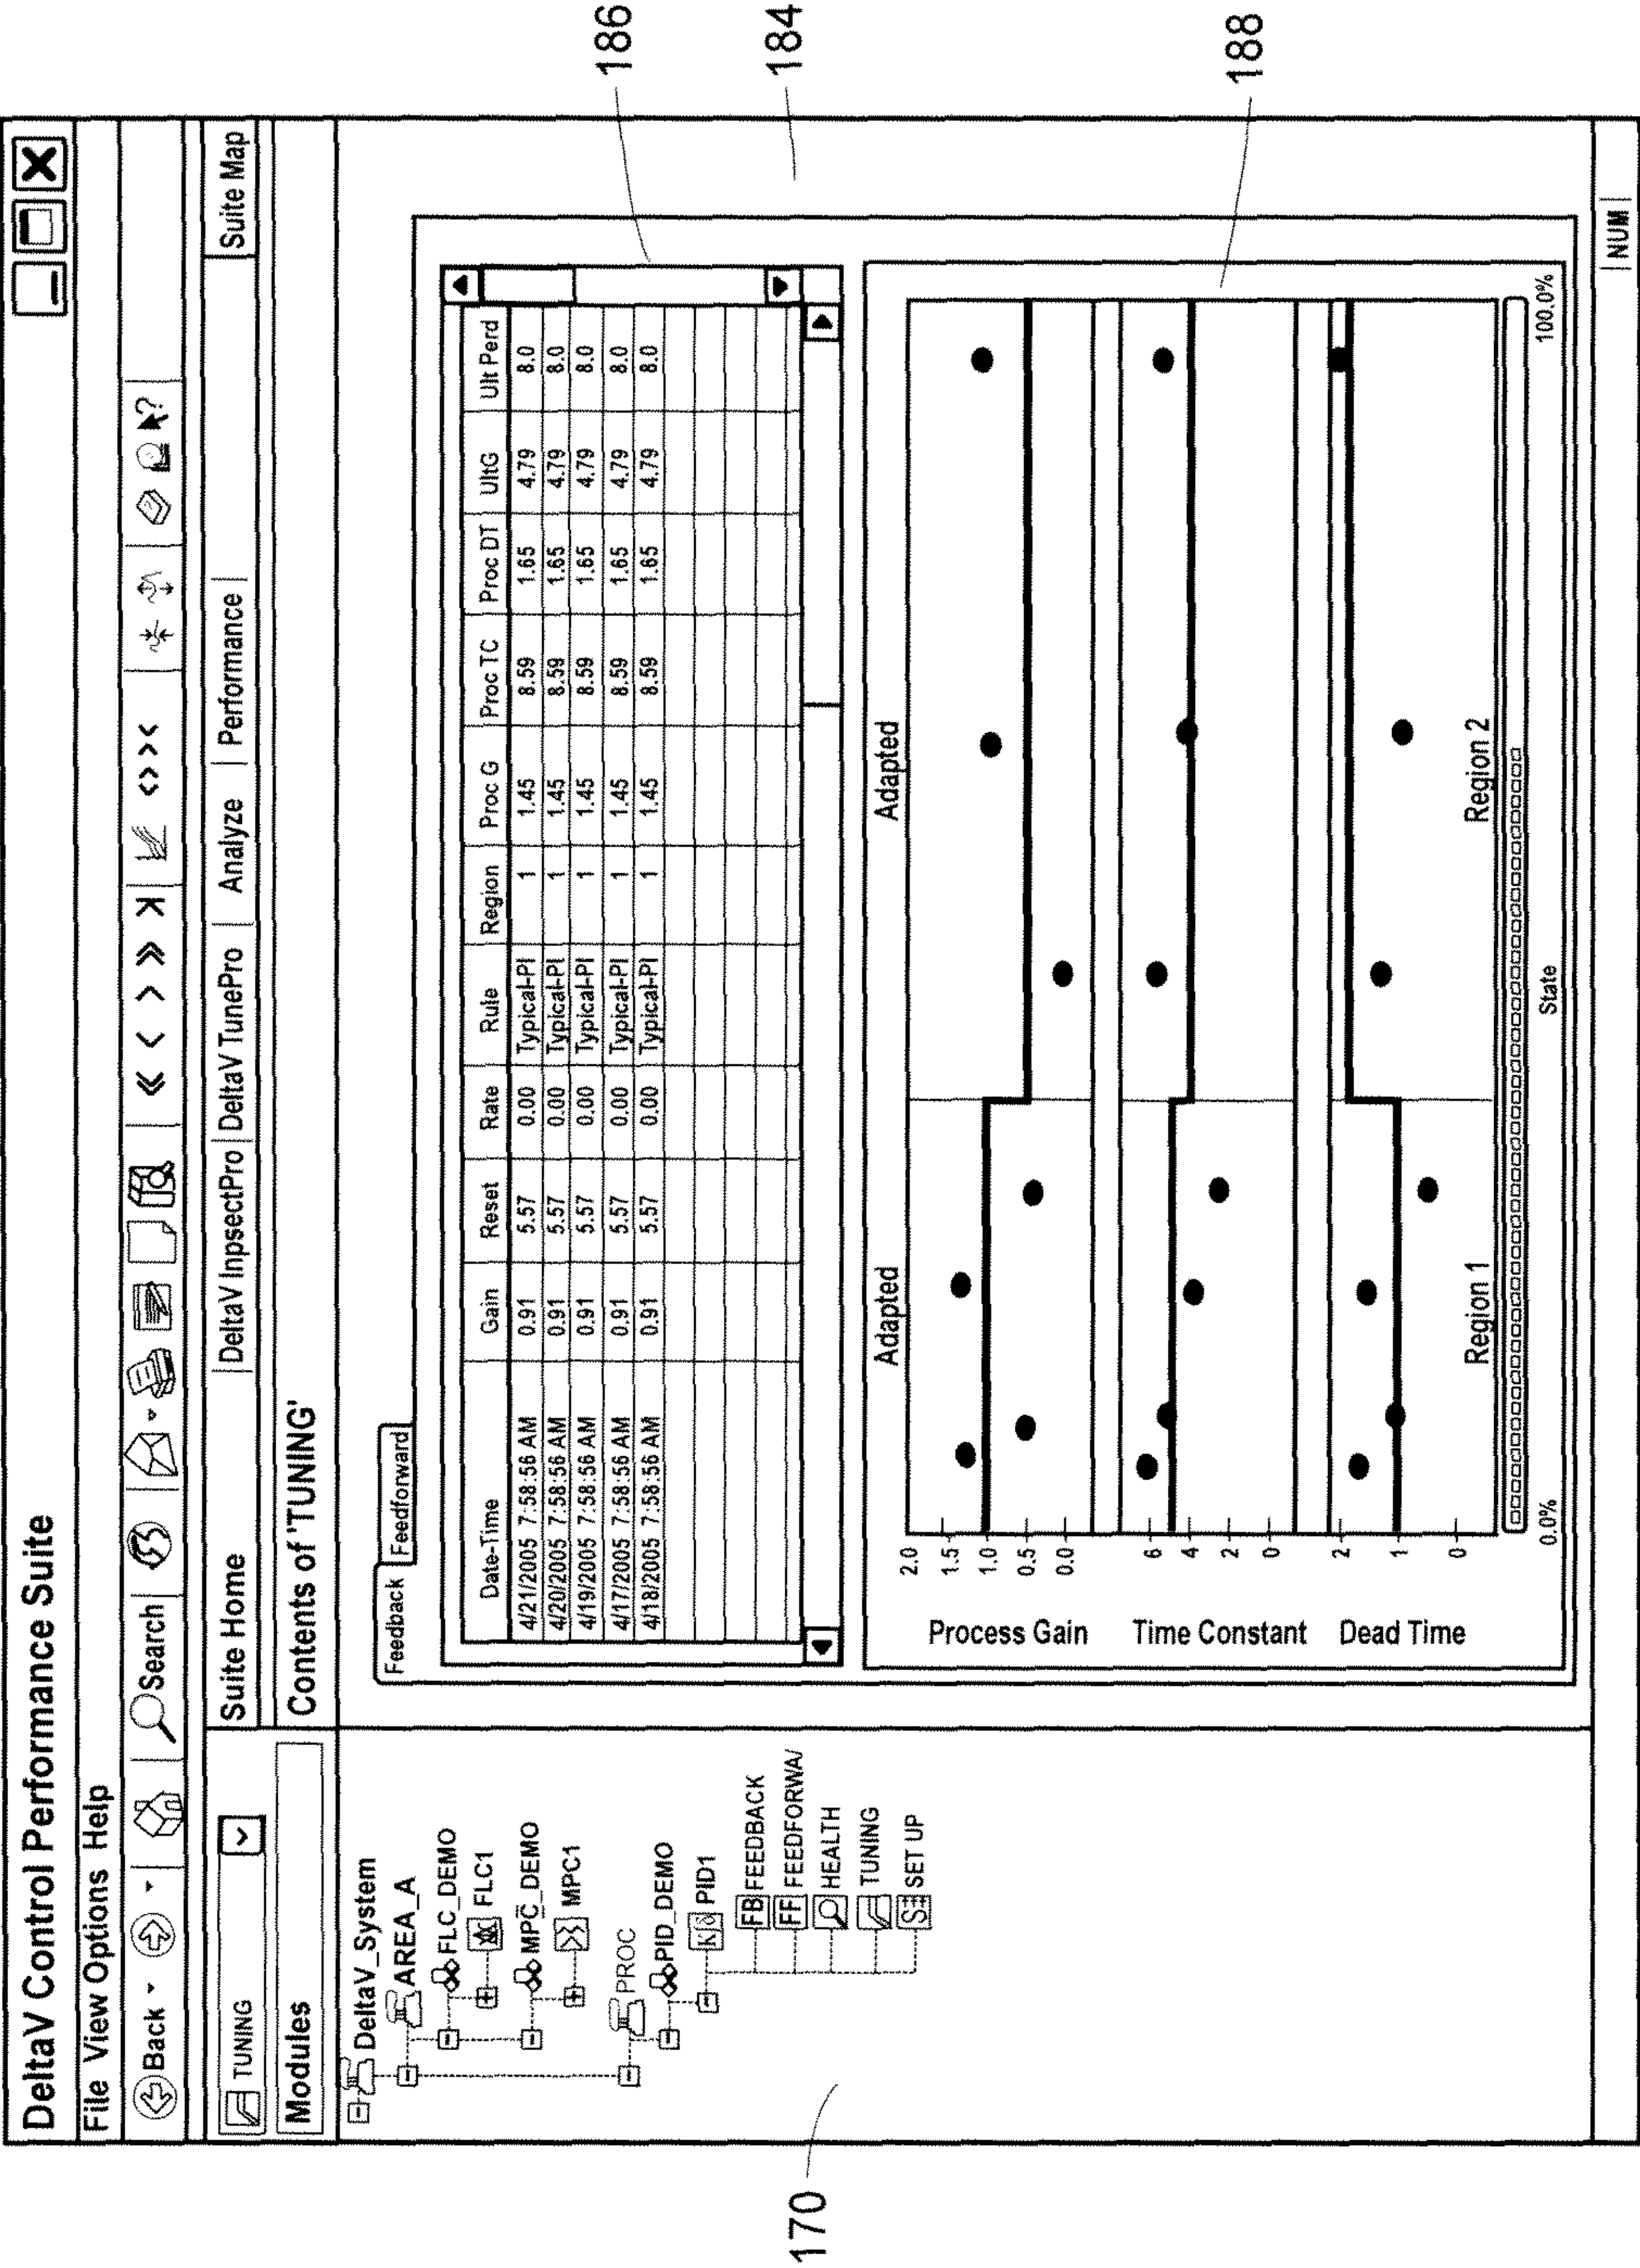 DeltaV Control Performance Suite
File View Options Help
Back Search
TUNING
Suite Home DeltaV InpsectPro DeltaV TunePro Analyze Performance Suite Map
Modules
Contents of 'TUNING'
DeltaV_System
AREA_A
FLC_DEMO
FLC1
MPC_DEMO
MPC1
PROC
PID_DEMO
PID1
FB FEEDBACK
FF FEEDFORWA/
HEALTH
TUNING
SET UP
Feedback Feedforward
Date-Time Gain Reset Rate Rule Region Proc G Proc TC Proc DT UltG Ult Perd
4/21/2005 7:58:56 AM 0.91 5.57 0.00 Typical-PI 1 1.45 8.59 1.65 4.79 8.0
4/20/2005 7:58:56 AM 0.91 5.57 0.00 Typical-PI 1 1.45 8.59 1.65 4.79 8.0
4/19/2005 7:58:56 AM 0.91 5.57 0.00 Typical-PI 1 1.45 8.59 1.65 4.79 8.0
4/17/2005 7:58:56 AM 0.91 5.57 0.00 Typical-PI 1 1.45 8.59 1.65 4.79 8.0
4/18/2005 7:58:56 AM 0.91 5.57 0.00 Typical-PI 1 1.45 8.59 1.65 4.79 8.0
Adapted Adapted
Process Gain
2.0
1.5
1.0
0.5
0.0
Time Constant
6
4
2
0
Dead Time
2
1
0
Region 1 Region 2
0.0% State 100.0%
NUM
170
186
184
188